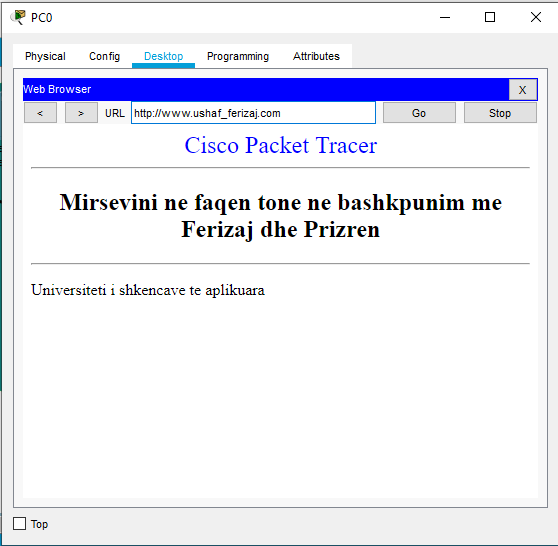 PC0
Physical Config Desktop Programming Attributes
Web Browser X
< > URL http://www.ushaf_ferizaj.com Go Stop
Cisco Packet Tracer
Mirsevini ne faqen tone ne bashkpunim me
Ferizaj dhe Prizren
Universiteti i shkencave te aplikuara
Top